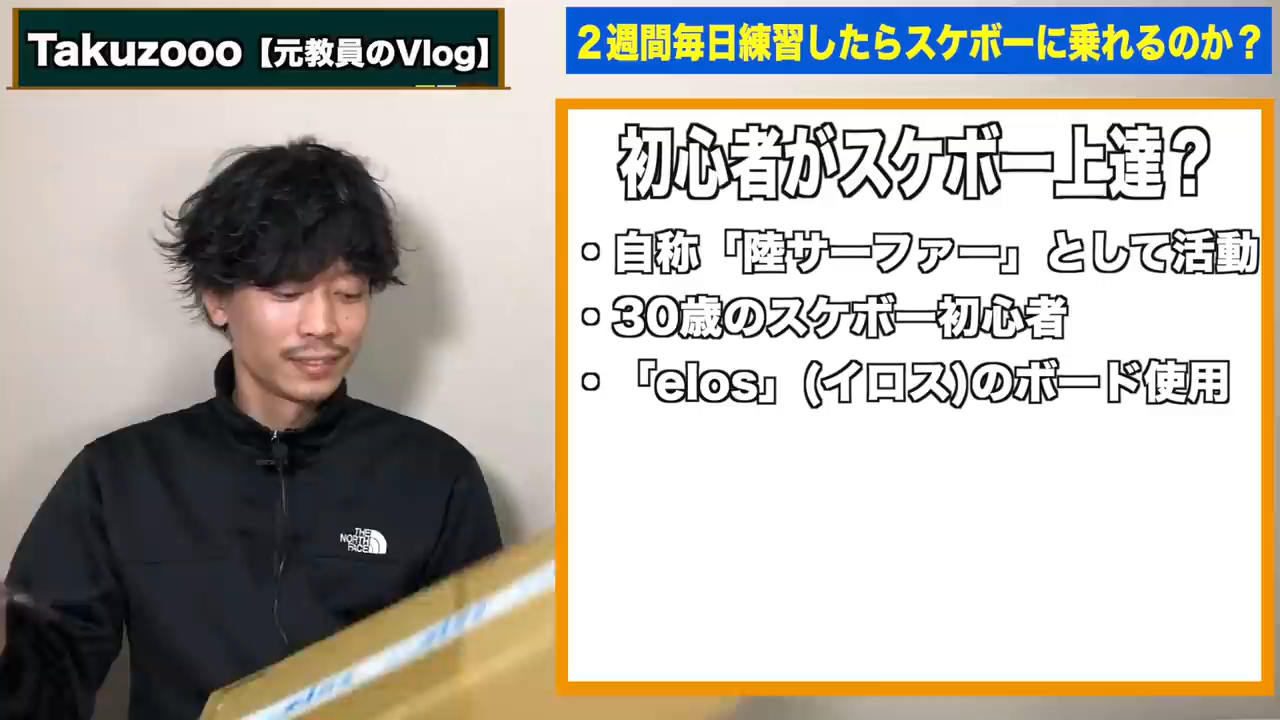 Takuzooo【元教員のVlog】
２週間毎日練習したらスケボーに乗れるのか？
初心者がスケボー上達？
・自称「陸サーファー」として活動
・30歳のスケボー初心者
・「elos」(イロス)のボード使用
THE
NORTH
FACE
elos